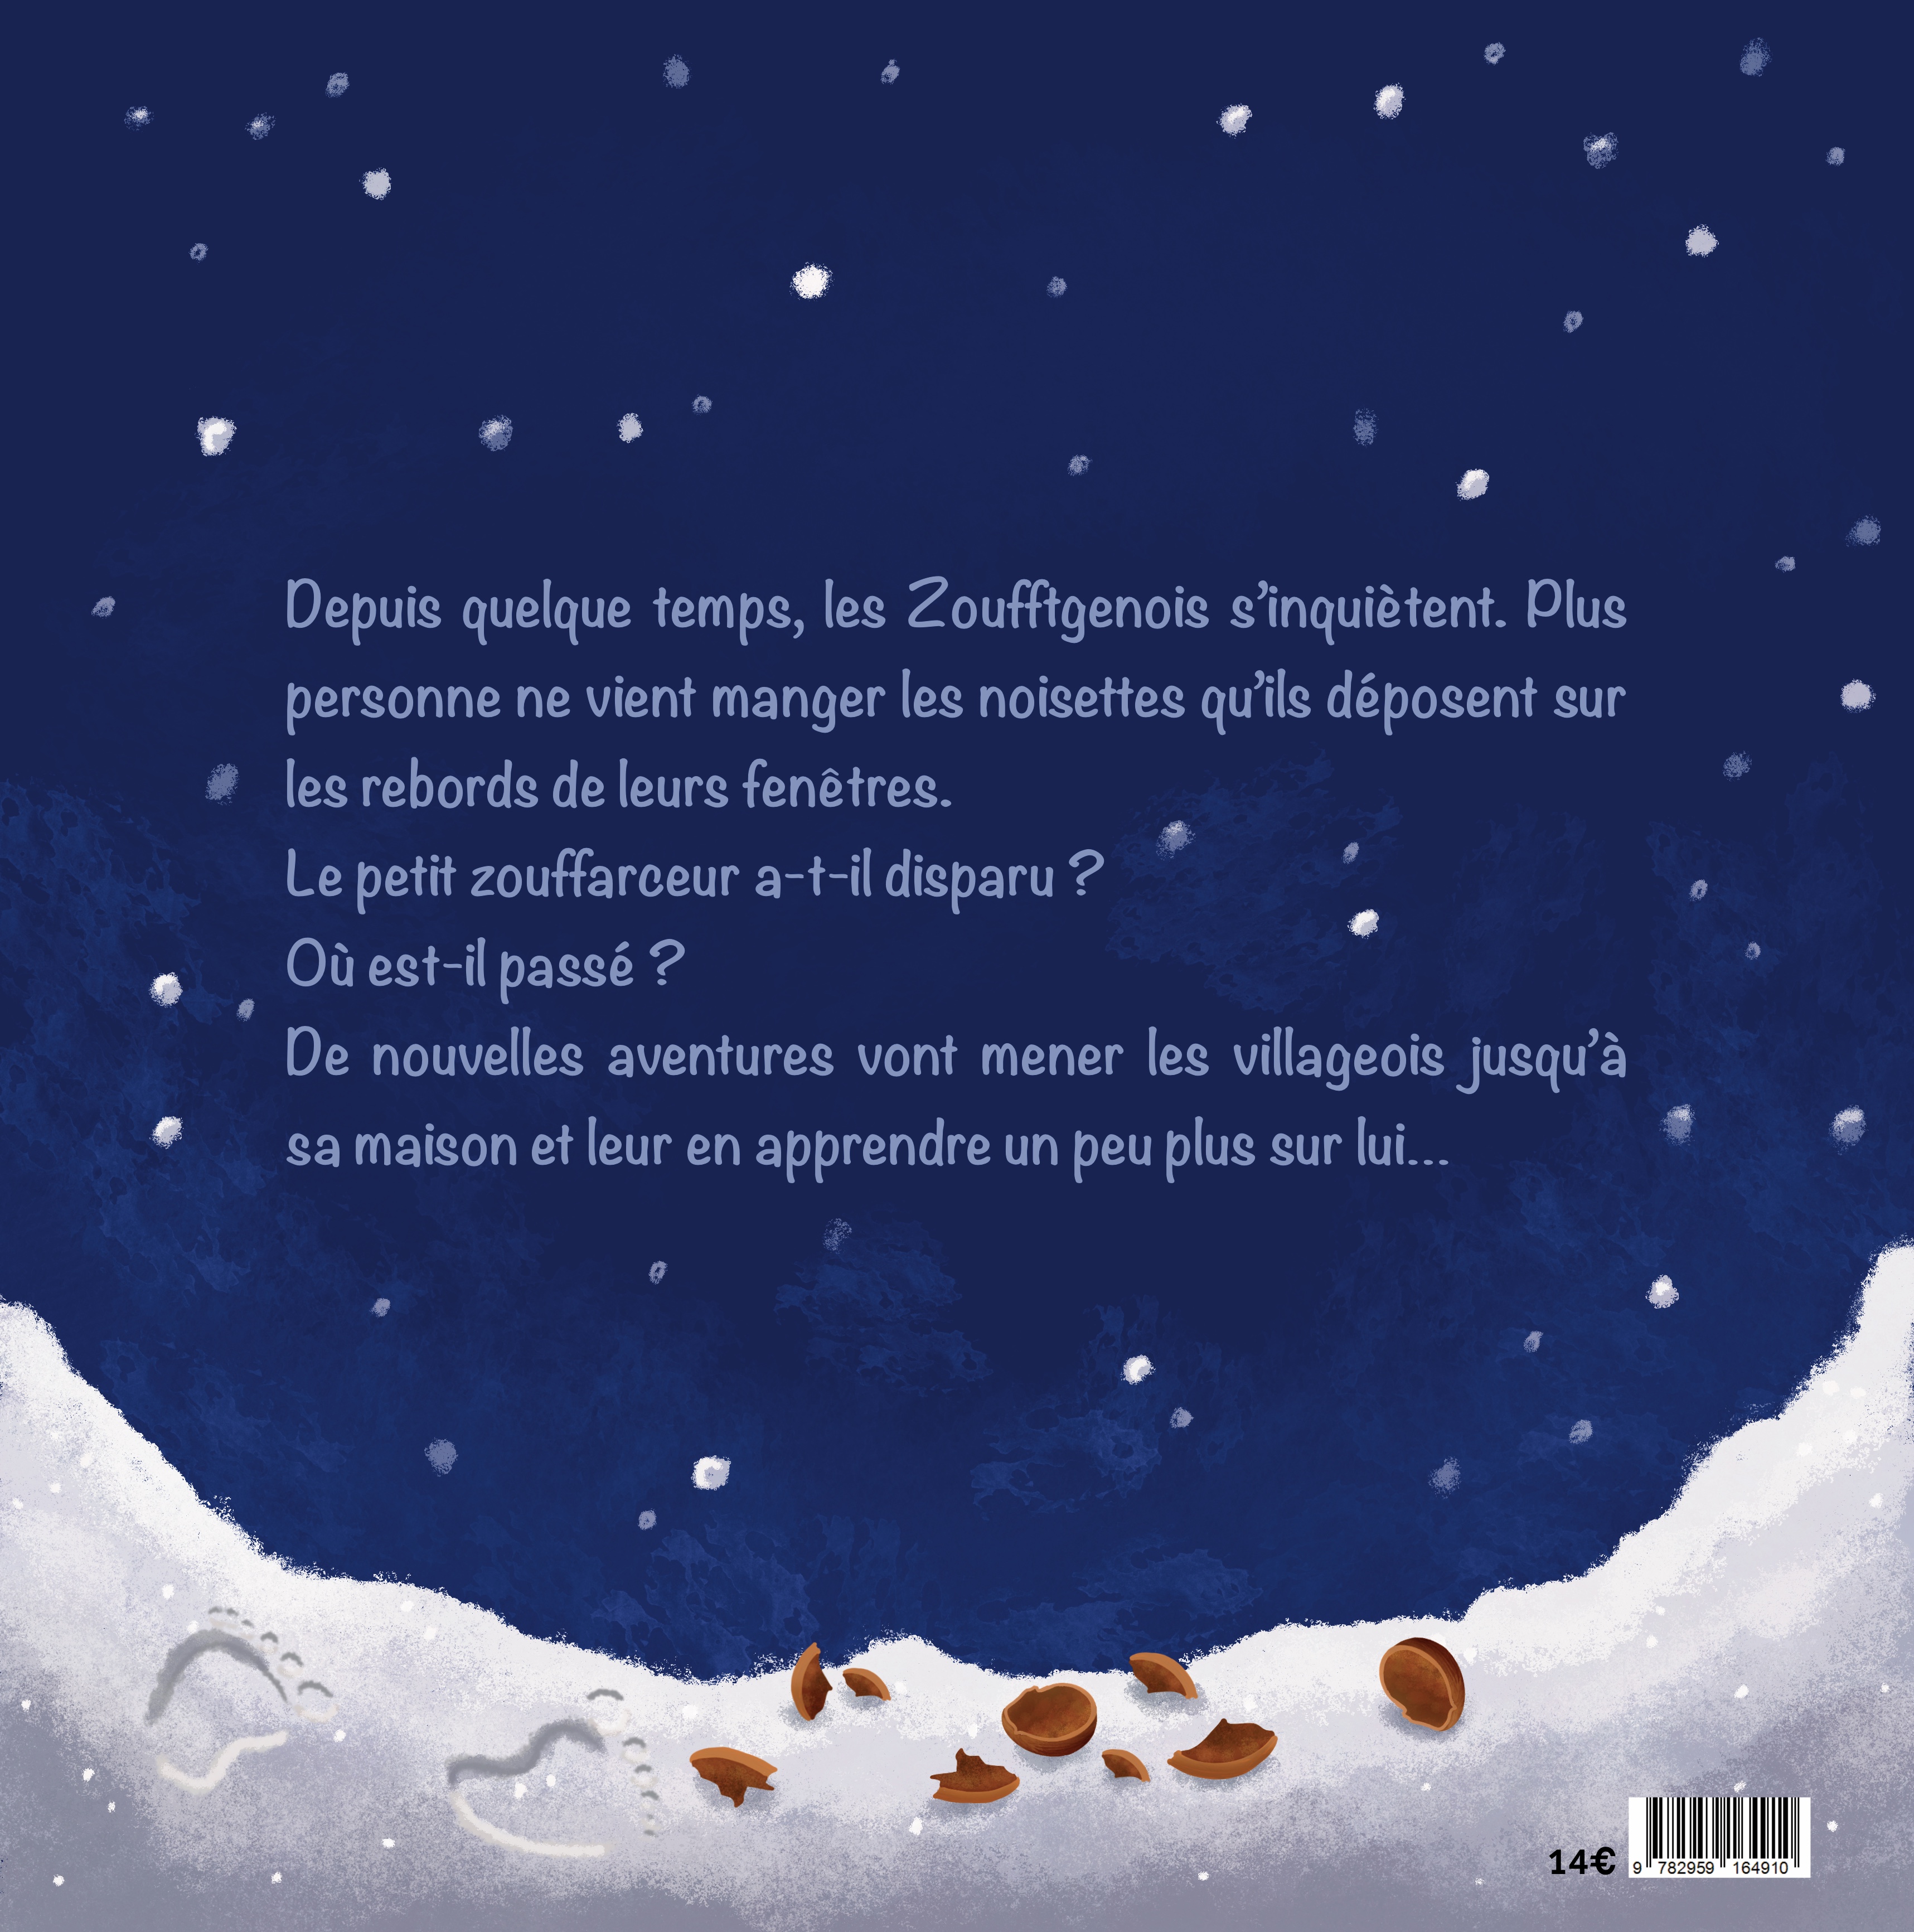 Depuis quelque temps, les Zoufftgenois s’inquiètent. Plus
personne ne vient manger les noisettes qu’ils déposent sur
les rebords de leurs fenêtres.
Le petit zouffarceur a-t-il disparu ?
Où est-il passé ?
De nouvelles aventures vont mener les villageois jusqu’à
sa maison et leur en apprendre un peu plus sur lui...
14€
9 782959 164910